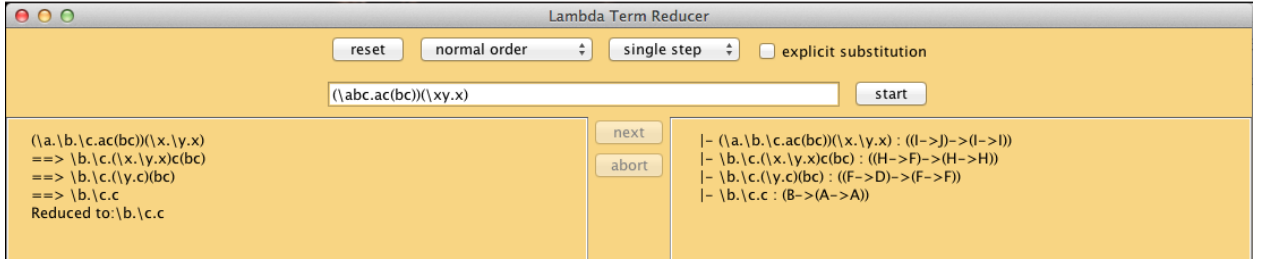 Lambda Term Reducer
reset normal order single step explicit substitution
(\abc.ac(bc))(\xy.x) start
(\a.\b.\c.ac(bc))(\x.\y.x)
==> \b.\c.(\x.\y.x)c(bc)
==> \b.\c.(\y.c)(bc)
==> \b.\c.c
Reduced to:\b.\c.c
next
abort
|- (\a.\b.\c.ac(bc))(\x.\y.x) : ((I->J)->(I->I))
|- \b.\c.(\x.\y.x)c(bc) : ((H->F)->(H->H))
|- \b.\c.(\y.c)(bc) : ((F->D)->(F->F))
|- \b.\c.c : (B->(A->A))